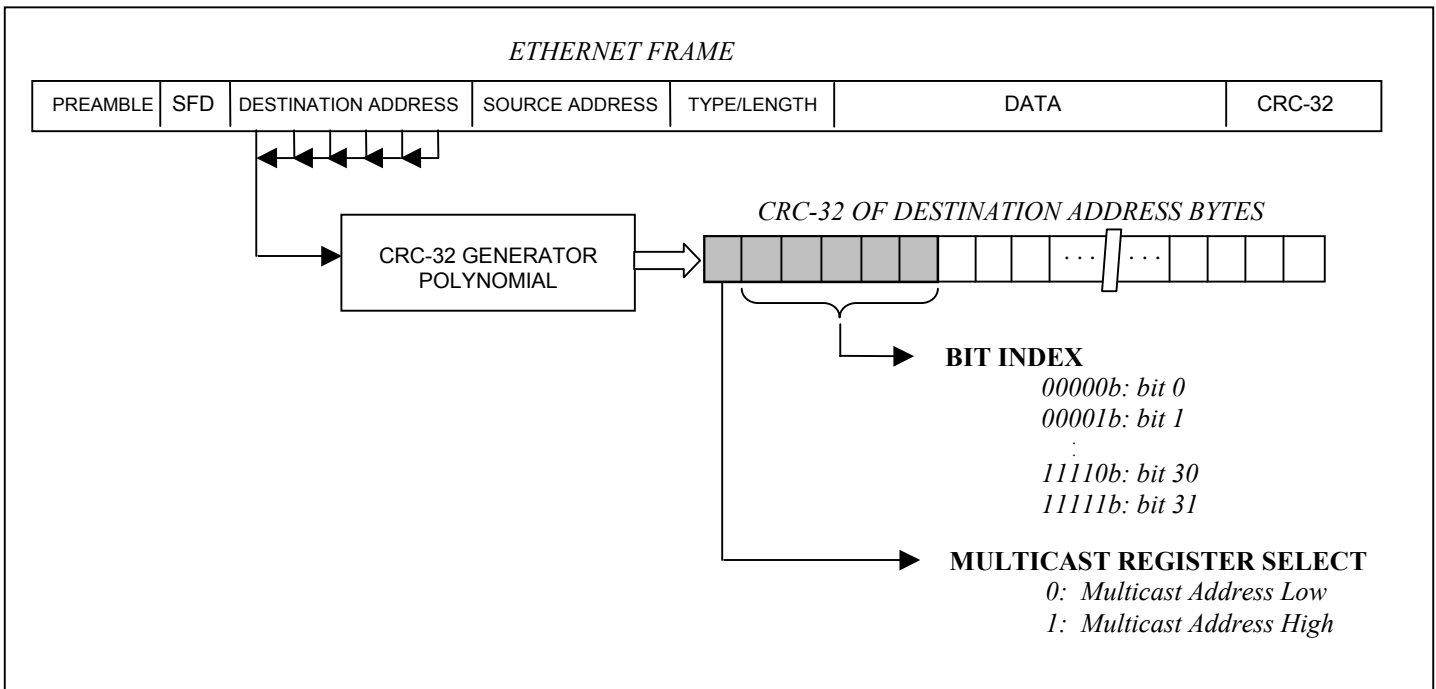 ETHERNET FRAME
PREAMBLE SFD DESTINATION ADDRESS SOURCE ADDRESS TYPE/LENGTH DATA CRC-32
CRC-32 OF DESTINATION ADDRESS BYTES
CRC-32 GENERATOR
POLYNOMIAL
. . . . . .
BIT INDEX
00000b: bit 0
00001b: bit 1
:
11110b: bit 30
11111b: bit 31
MULTICAST REGISTER SELECT
0: Multicast Address Low
1: Multicast Address High